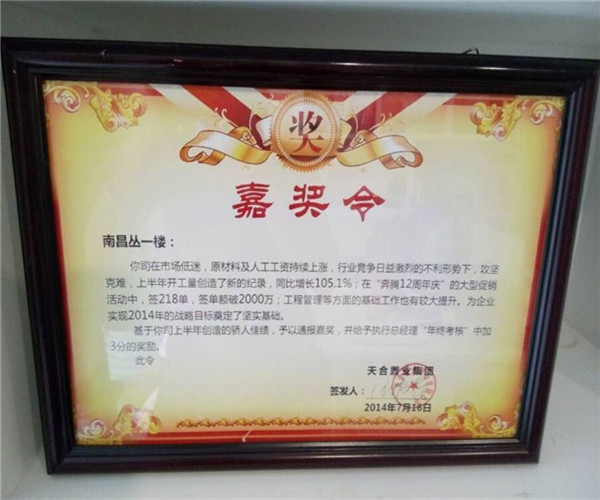 奖
嘉奖令
南昌丛一楼：
你司在市场低迷，原材料及人工工资持续上涨，行业竞争日益激烈的不利形势下，攻坚
克难，上半年开工量创造了新的纪录，同比增长105.1%；在“奔腾12周年庆”的大型促销
活动中，签218单，签单额破2000万；工程管理等方面的基础工作也有较大提升。为企业
实现2014年的战略目标奠定了坚实基础。
基于你司上半年创造的骄人佳绩，予以通报嘉奖，并给予执行总经理“年终考核”中加
3分的奖励。
此令
天合置业集团
签发人：
2014年7月16日